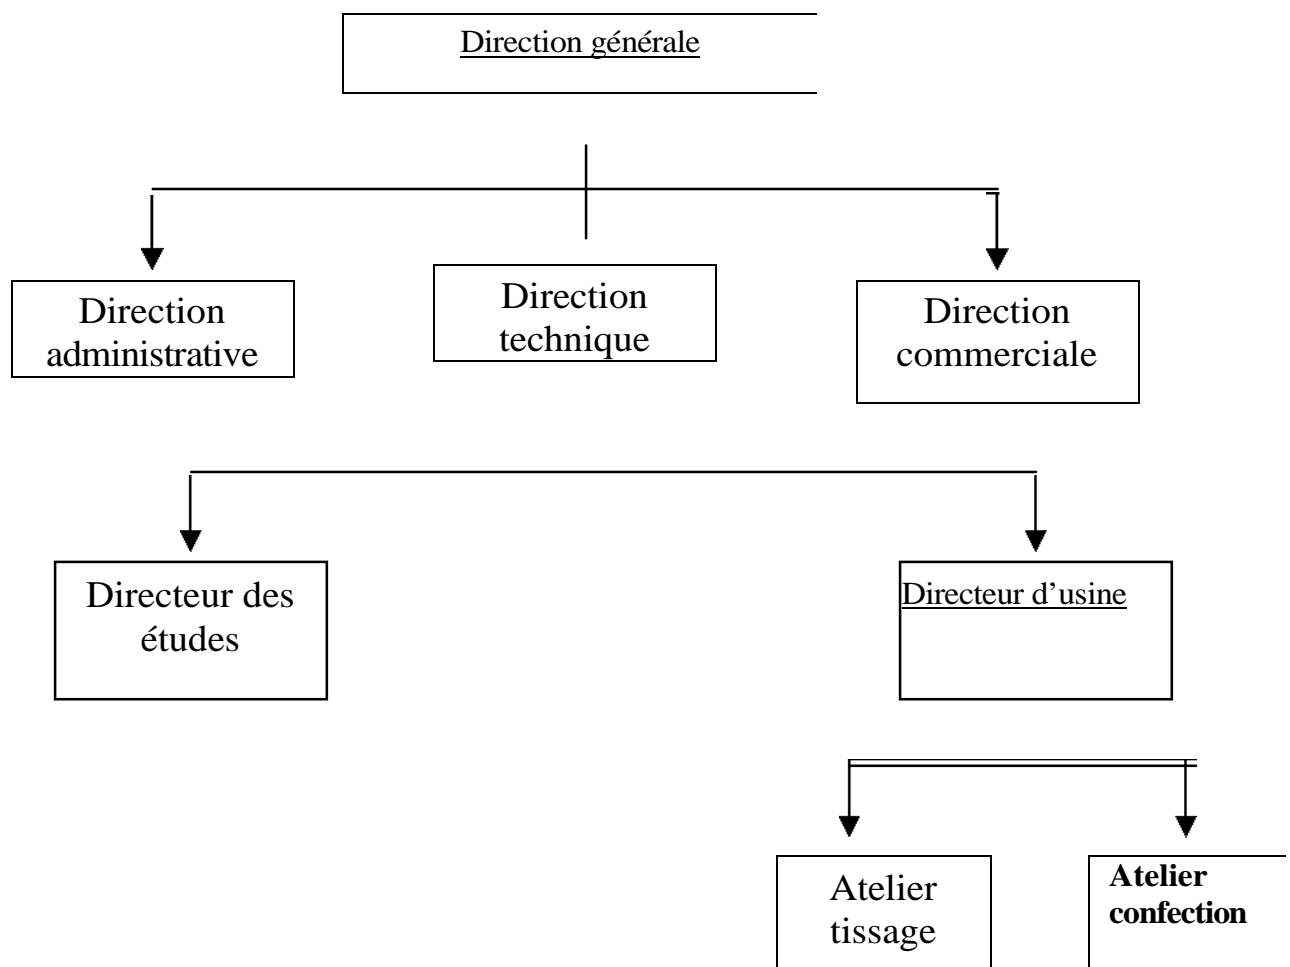 Direction générale
Direction
administrative
Direction
technique
Direction
commerciale
Directeur des
études
Directeur d’usine
Atelier
tissage
Atelier
confection